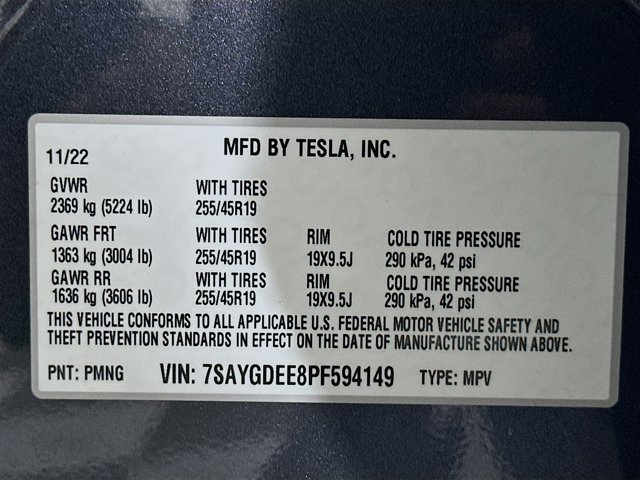 11/22 MFD BY TESLA, INC.
GVWR WITH TIRES
2369 kg (5224 lb) 255/45R19
GAWR FRT WITH TIRES RIM COLD TIRE PRESSURE
1363 kg (3004 lb) 255/45R19 19X9.5J 290 kPa, 42 psi
GAWR RR WITH TIRES RIM COLD TIRE PRESSURE
1636 kg (3606 lb) 255/45R19 19X9.5J 290 kPa, 42 psi
THIS VEHICLE CONFORMS TO ALL APPLICABLE U.S. FEDERAL MOTOR VEHICLE SAFETY AND
THEFT PREVENTION STANDARDS IN EFFECT ON THE DATE OF MANUFACTURE SHOWN ABOVE.
PNT: PMNG VIN: 7SAYGDEE8PF594149 TYPE: MPV